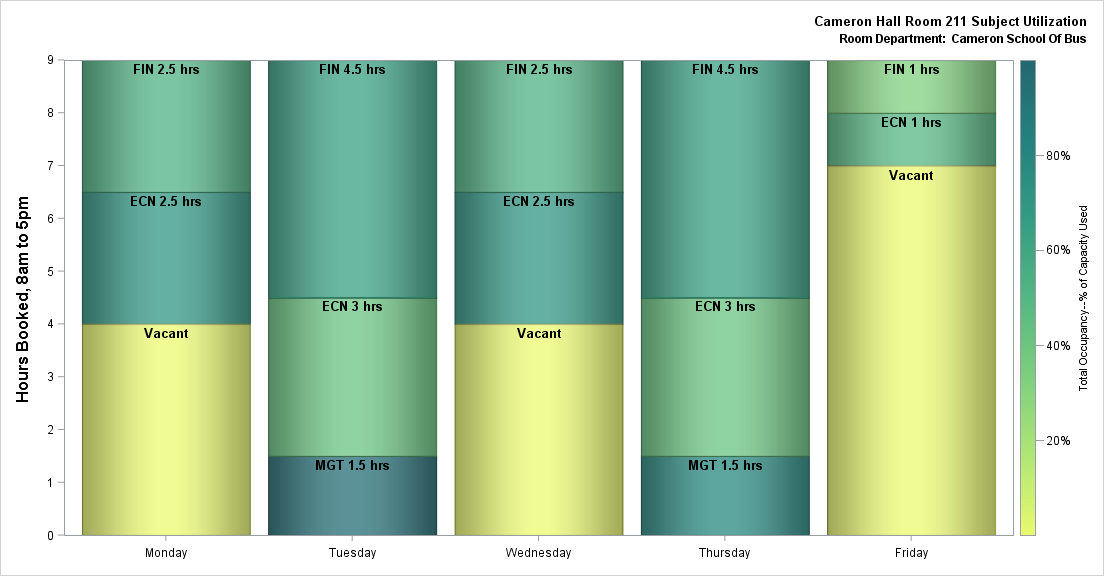 Cameron Hall Room 211 Subject Utilization
Room Department: Cameron School Of Bus
Hours Booked, 8am to 5pm
9
8
7
6
5
4
3
2
1
0
FIN 2.5 hrs
ECN 2.5 hrs
Vacant
FIN 4.5 hrs
ECN 3 hrs
MGT 1.5 hrs
FIN 2.5 hrs
ECN 2.5 hrs
Vacant
FIN 4.5 hrs
ECN 3 hrs
MGT 1.5 hrs
FIN 1 hrs
ECN 1 hrs
Vacant
Monday
Tuesday
Wednesday
Thursday
Friday
80%
60%
40%
20%
Total Occupancy--% of Capacity Used